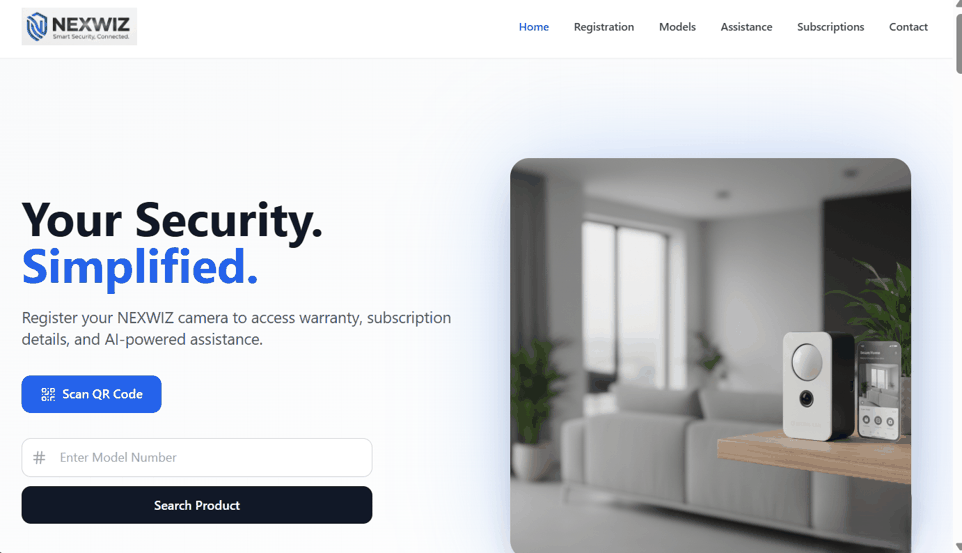 NEXWIZ
Smart Security, Connected.
Home
Registration
Models
Assistance
Subscriptions
Contact
Your Security.
Simplified.
Register your NEXWIZ camera to access warranty, subscription
details, and AI-powered assistance.
Scan QR Code
# Enter Model Number
Search Product